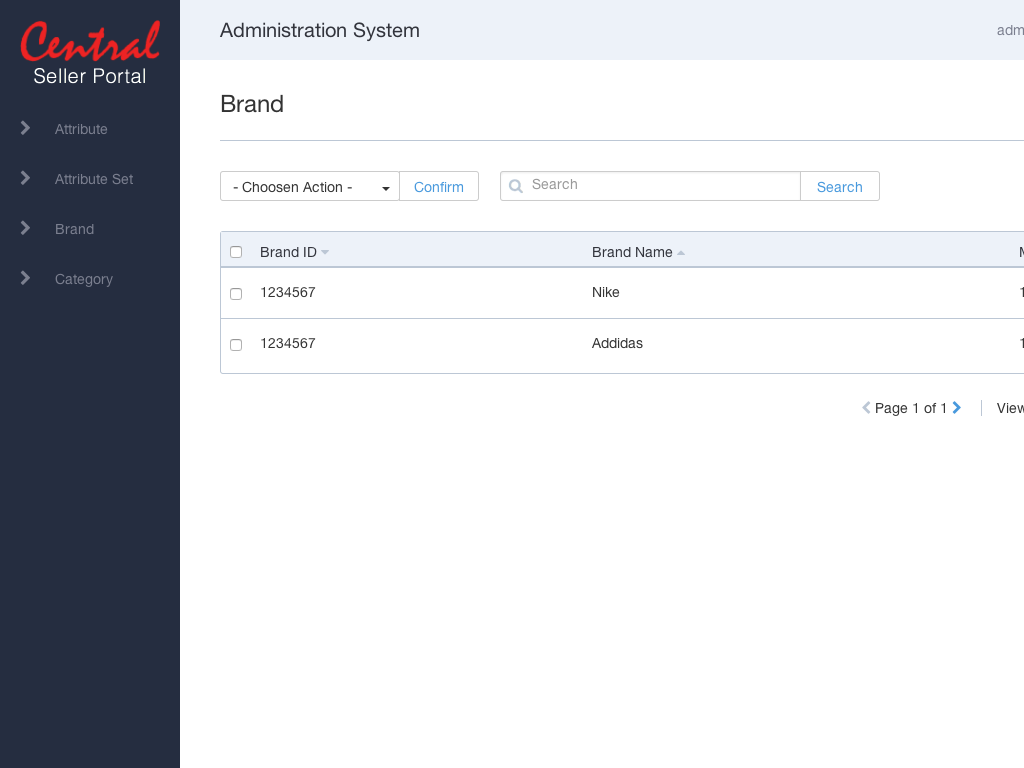 Central
Seller Portal
Attribute
Attribute Set
Brand
Category
Administration System
adm
Brand
- Choosen Action -
Confirm
Search
Search
Brand ID
Brand Name
M
1234567
Nike
1
1234567
Addidas
1
Page 1 of 1
View